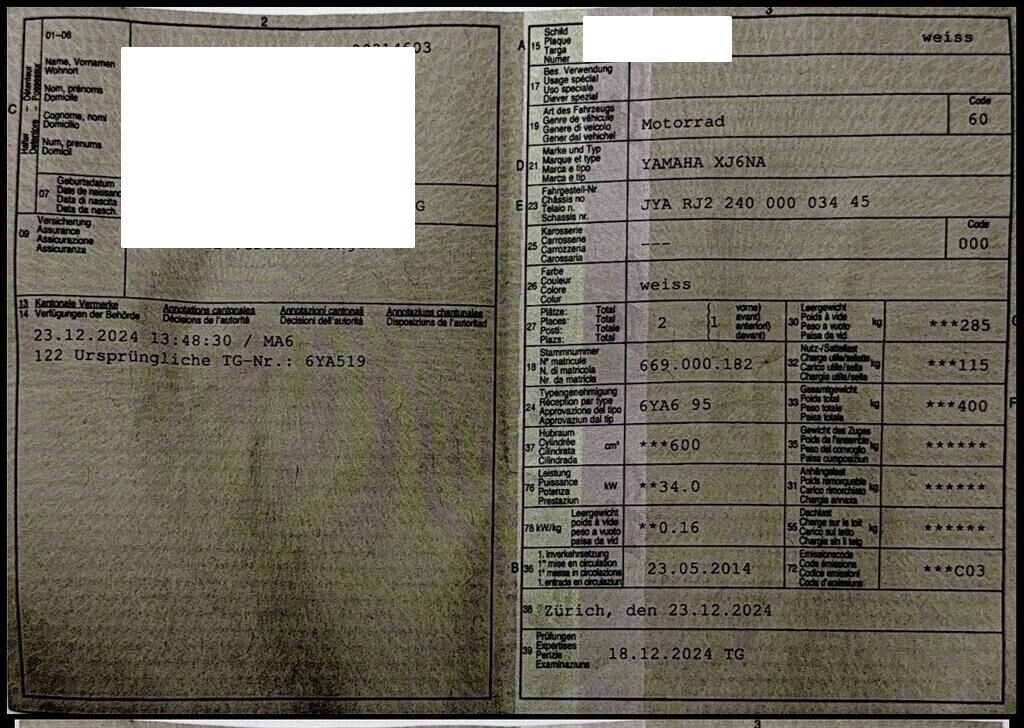 2
C
01-06
Halter Détenteur
Detentore Possessur
Name, Vornamen
Wohnort
Nom, prénoms
Domicile
Cognome, nomi
Domicilio
Num, prenums
Domicil
07
Geburtsdatum
Date de naissanc
Data di nascita
Data da nasch.
G
09
Versicherung
Assurance
Assicurazione
Assicuranza
13
14
Kantonale Vermerke
Verfügungen der Behörde
Annotations cantonales
Décisions de l'autorité
Annotazioni cantonali
Decisioni dell'autorità
Annotaziuns chantunalas
Disposiziuns da l'autoritad
23.12.2024 13:48:30 / MA6
122 Ursprüngliche TG-Nr.: 6YA519
3
A 15
Schild
Plaque
Targa
Numer
weiss
17
Bes. Verwendung
Usage spécial
Uso speciale
Diever spezial
19
Art des Fahrzeugs
Genre de véhicule
Genere di veicolo
Gener dal vehichel
Motorrad
Code
60
D 21
Marke und Typ
Marque et type
Marca e tipo
Marca e tip
YAMAHA XJ6NA
E 23
Fahrgestell-Nr.
Châssis no
Telaio n.
Schassis nr.
JYA RJ2 240 000 034 45
25
Karosserie
Carrosserie
Carrozzeria
Carossaria
---
Code
000
26
Farbe
Couleur
Colore
Colur
weiss
27
Plätze: Total
Places: Total
Posti: Totale
Plazs: Total
2
vorne)
avant)
anteriori)
davant)
1
30
Leergewicht
Poids à vide
Peso a vuoto
Paisa da vid
kg
***285
G
18
Stammnummer
N° matricule
N. di matricola
Nr. da matricla
669.000.182
32
Nutz-/Sattellast
Charge utile/sellette
Carico utile/sella
Chargia utila/sella
kg
***115
24
Typengenehmigung
Réception par type
Approvazione del tipo
Approvaziun dal tip
6YA6 95
33
Gesamtgewicht
Poids total
Peso totale
Paisa totala
kg
***400
F
37
Hubraum
Cylindrée
Cilindrata
Cilindrada
cm³
***600
35
Gewicht des Zuges
Poids de l'ensemble
Peso del convoglio
Paisa cumposiziun
kg
******
76
Leistung
Puissance
Potenza
Prestaziun
kW
**34.0
31
Anhängelast
Poids remorquable
Carico rimorchiato
Chargia annexa
kg
******
78 kW/kg
Leergewicht
poids à vide
peso a vuoto
paisa da vid
**0.16
55
Dachlast
Charge sur le toit
Carico sul tetto
Chargia sin il tetg
kg
******
B 36
1. Inverkehrsetzung
1re mise en circulation
1a messa in circolazione
1. entrada en circulaziun
23.05.2014
72
Emissionscode
Code émissions
Codice emissioni
Code d'emissiuns
***C03
38
Zürich, den 23.12.2024
39
Prüfungen
Expertises
Perizie
Examinaziuns
18.12.2024 TG
3